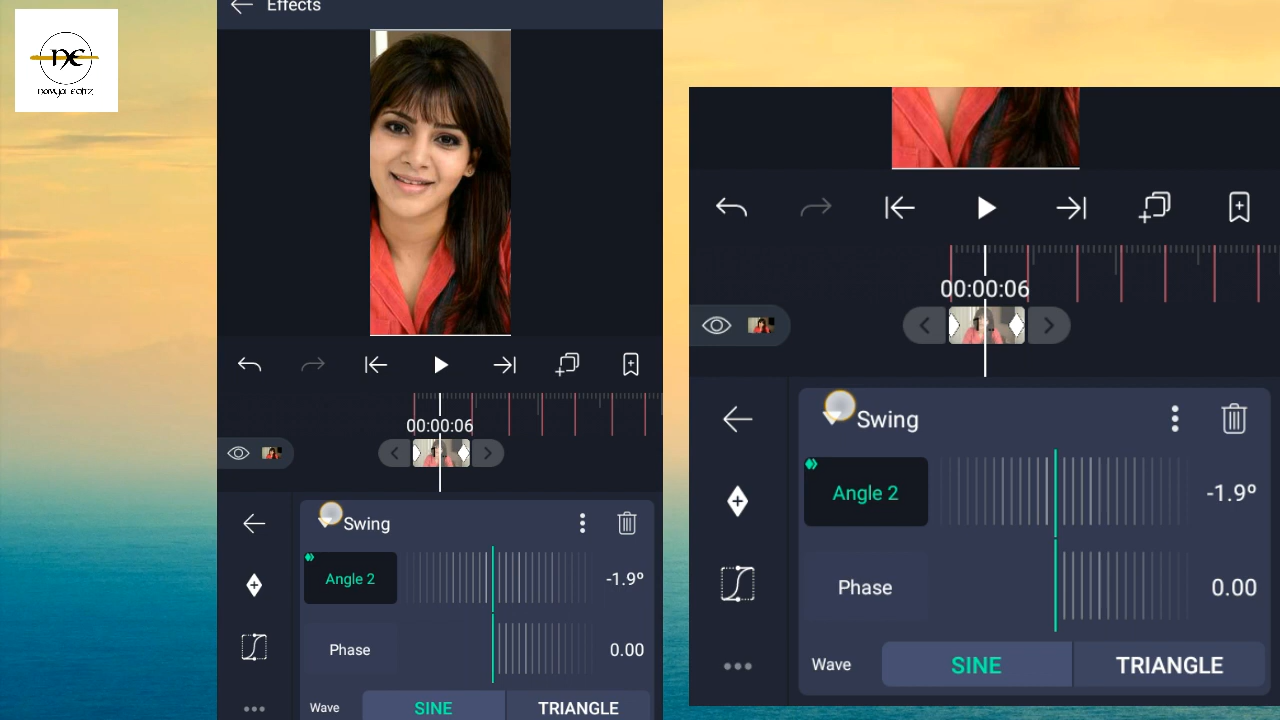 Effects
00:00:06
Swing
Angle 2
-1.9º
Phase
0.00
Wave
SINE
TRIANGLE
00:00:06
Swing
Angle 2
-1.9º
Phase
0.00
Wave
SINE
TRIANGLE